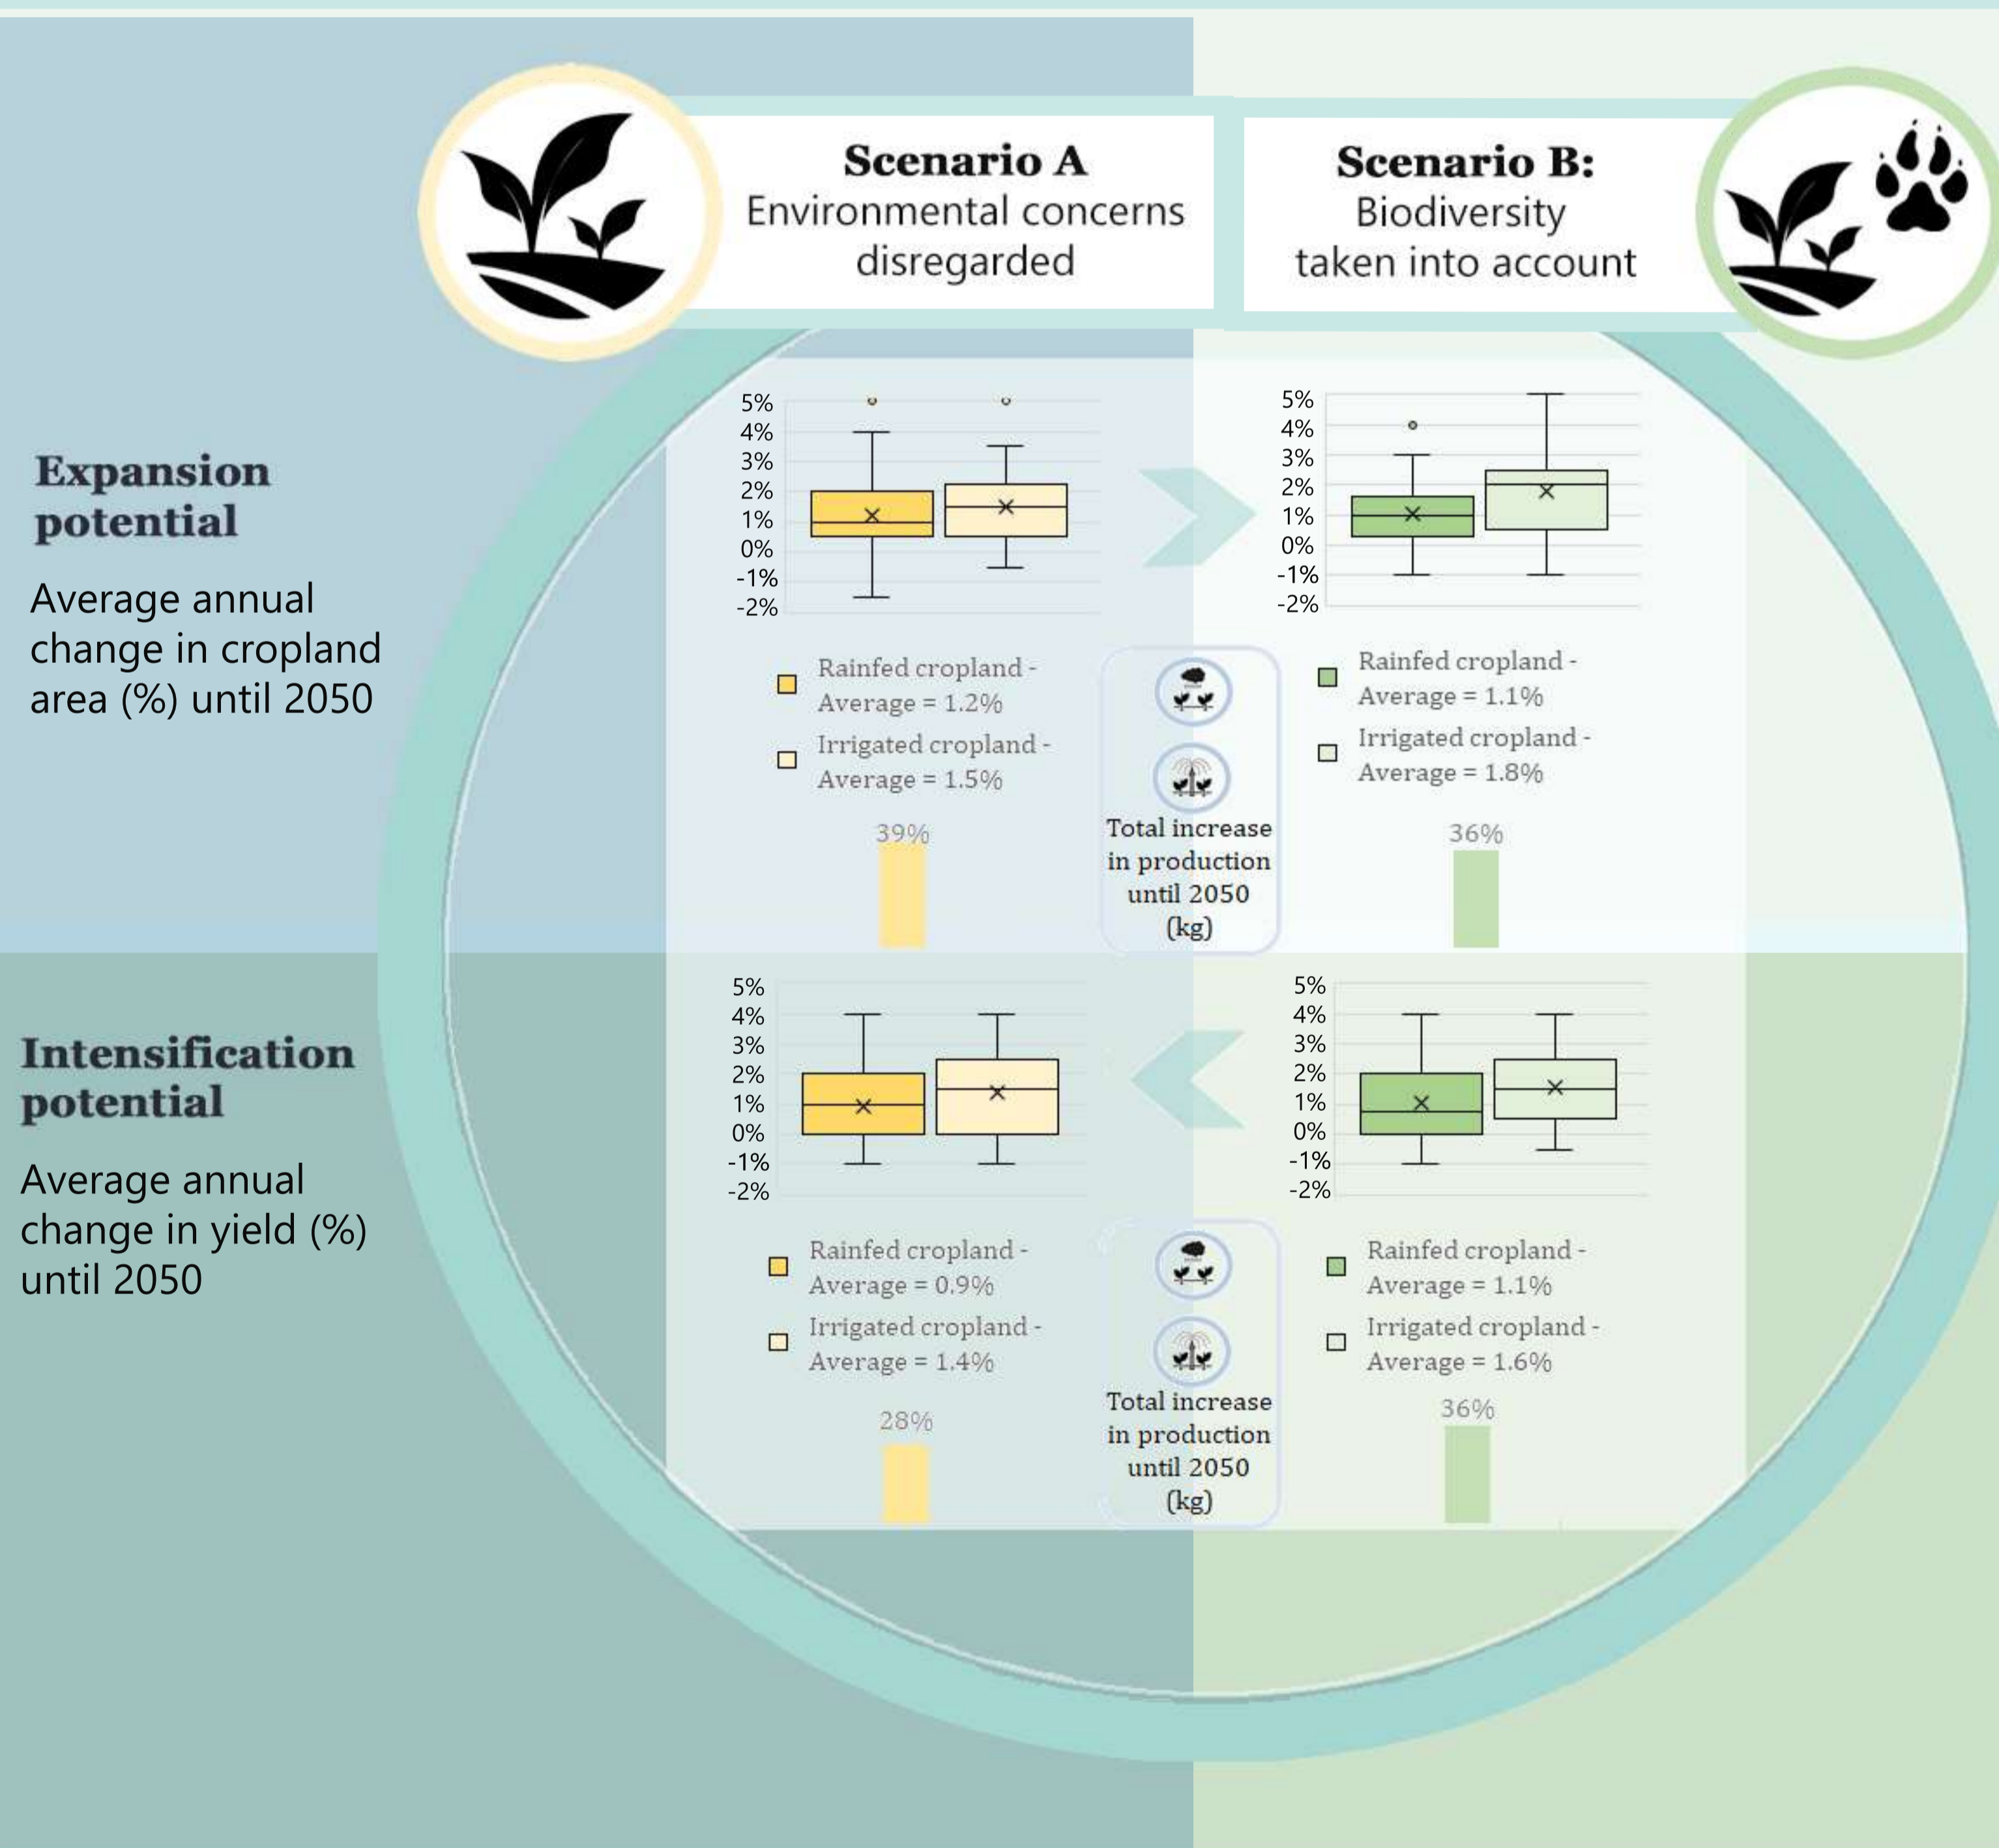 Scenario A
Environmental concerns
disregarded
Scenario B:
Biodiversity
taken into account
Expansion
potential
Average annual
change in cropland
area (%) until 2050
5%
4%
3%
2%
1%
0%
-1%
-2%
Rainfed cropland -
Average = 1.2%
Irrigated cropland -
Average = 1.5%
39%
5%
4%
3%
2%
1%
0%
-1%
-2%
Rainfed cropland -
Average = 1.1%
Irrigated cropland -
Average = 1.8%
36%
Total increase
in production
until 2050
(kg)
Intensification
potential
Average annual
change in yield (%)
until 2050
5%
4%
3%
2%
1%
0%
-1%
-2%
Rainfed cropland -
Average = 0.9%
Irrigated cropland -
Average = 1.4%
28%
5%
4%
3%
2%
1%
0%
-1%
-2%
Rainfed cropland -
Average = 1.1%
Irrigated cropland -
Average = 1.6%
36%
Total increase
in production
until 2050
(kg)